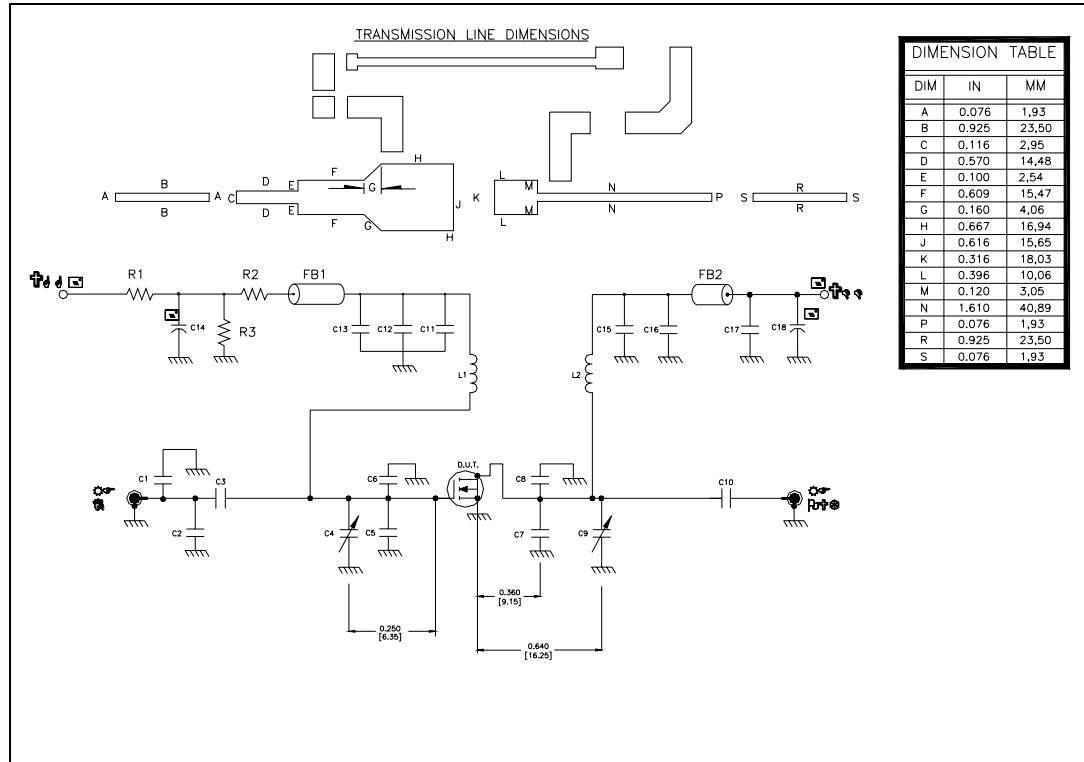 TRANSMISSION LINE DIMENSIONS
DIMENSION TABLE
DIM IN MM
A 0.076 1,93
B 0.925 23,50
C 0.116 2,95
D 0.570 14,48
E 0.100 2,54
F 0.609 15,47
G 0.160 4,06
H 0.667 16,94
J 0.616 15,65
K 0.316 18,03
L 0.396 10,06
M 0.120 3,05
N 1.610 40,89
P 0.076 1,93
R 0.925 23,50
S 0.076 1,93
H
F G L
B D E K M N R
A A C J P S S
B D E M N R
F G L
H
R1 R2 FB1 FB2
C14 R3 C13 C12 C11 C15 C16 C17 C18
L1 L2
D.U.T.
C1 C3 C6 C8 C10
C2 C4 C5 C7 C9
0.360
[9.15]
0.250
[6.35]
0.640
[16.25]